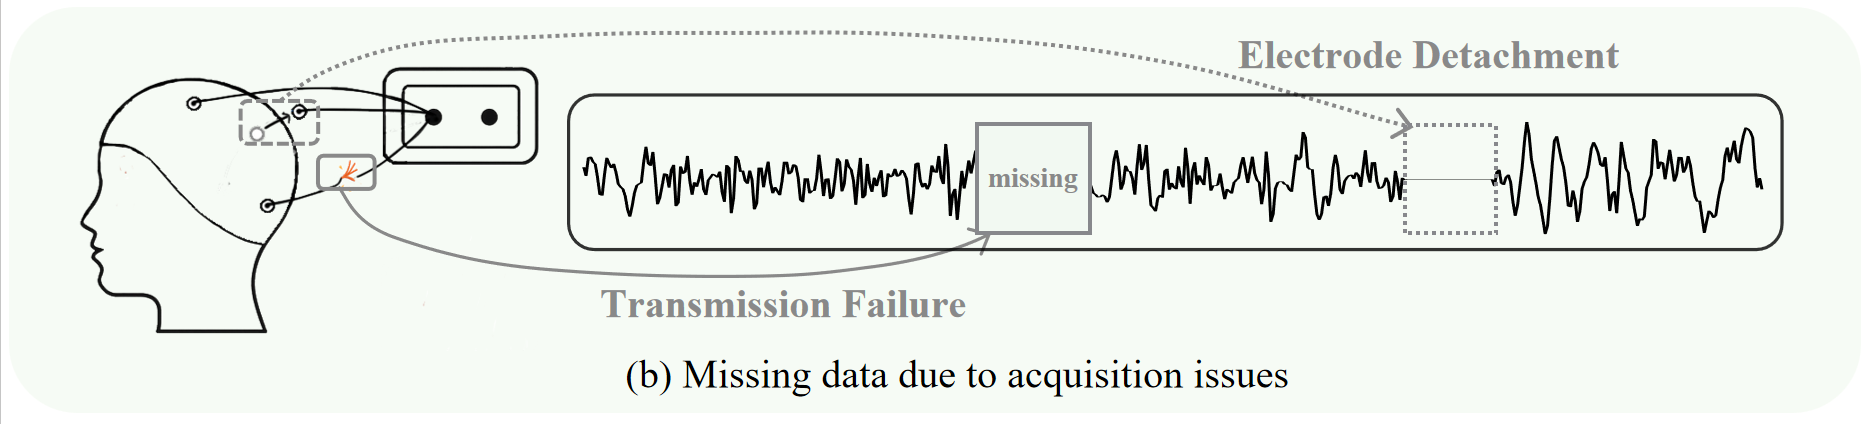 Electrode Detachment
missing
Transmission Failure
(b) Missing data due to acquisition issues